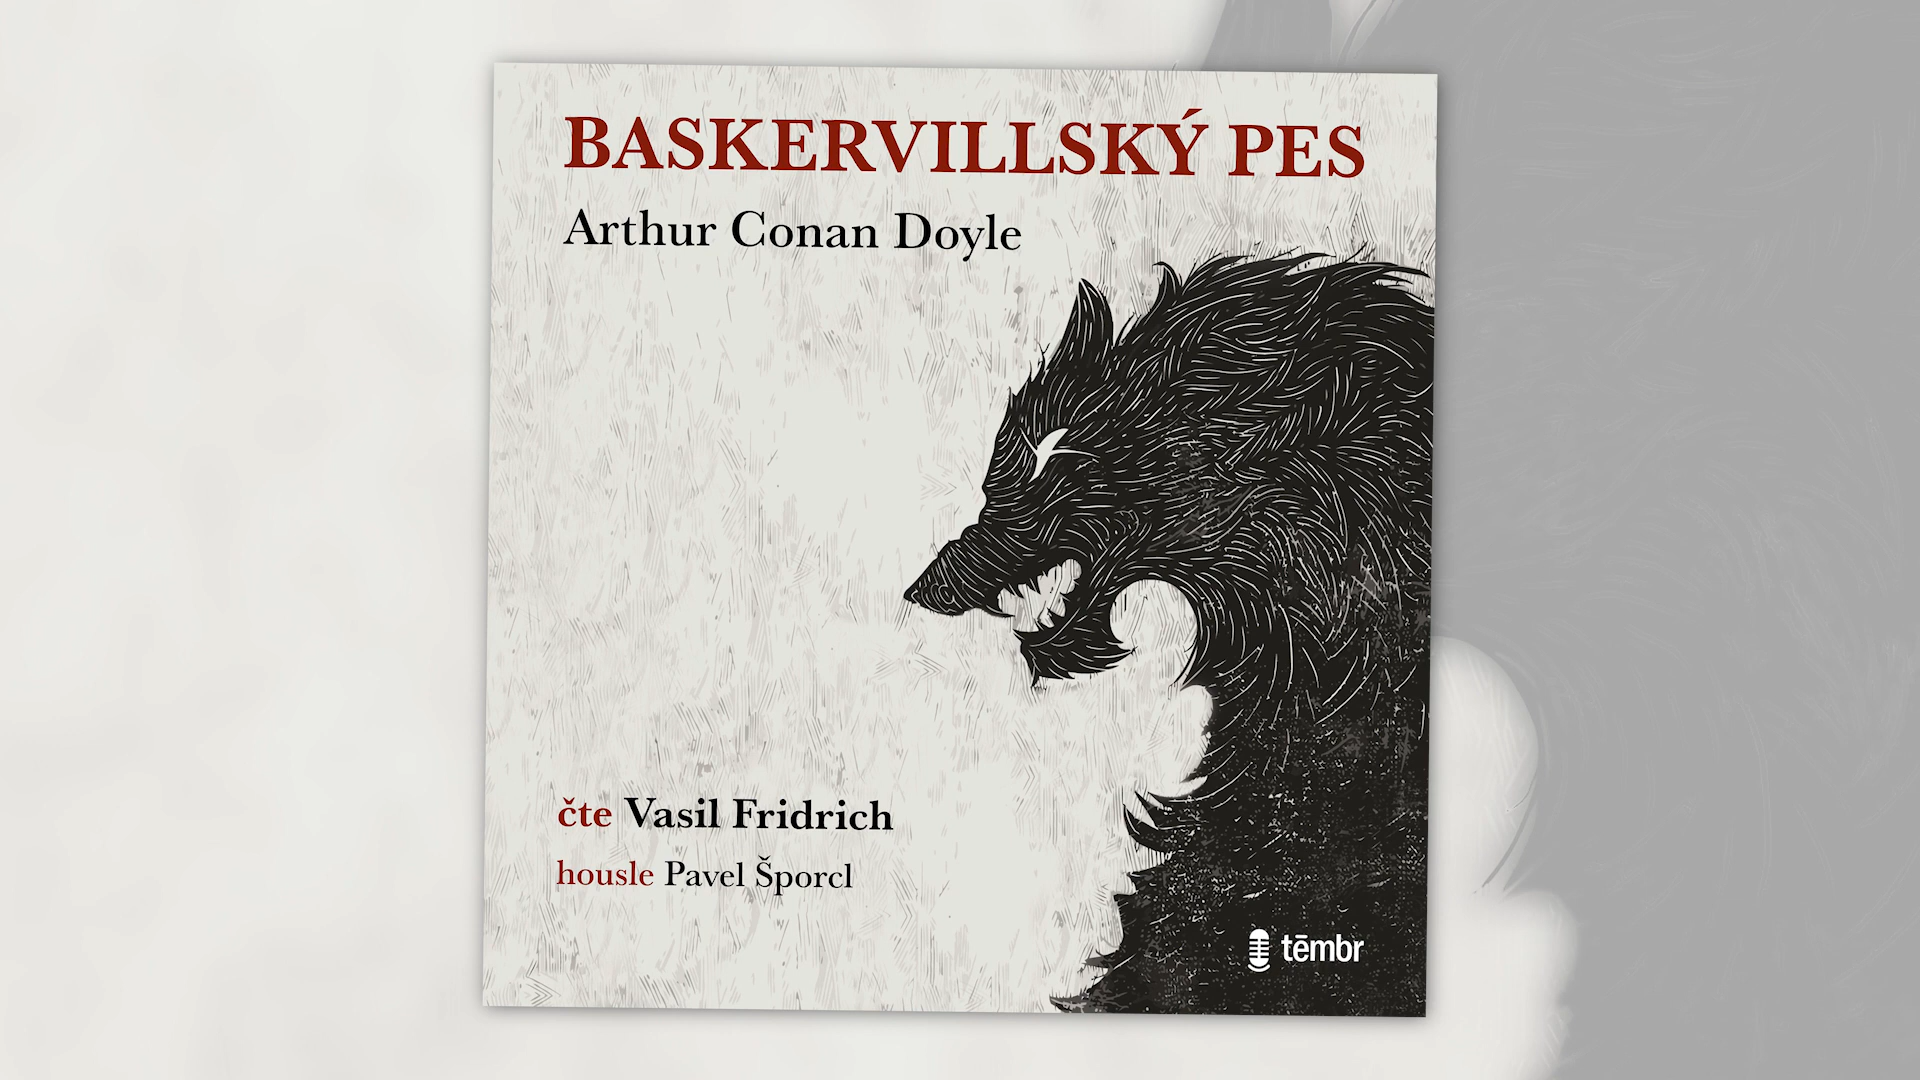 BASKERVILLSKÝ PES
Arthur Conan Doyle
čte Vasil Fridrich
housle Pavel Šporcl
tēmbr